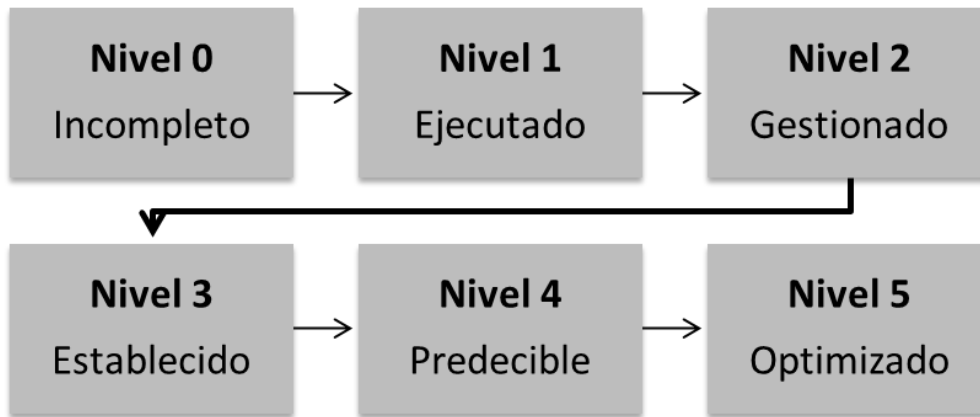 Nivel 0
Incompleto
Nivel 1
Ejecutado
Nivel 2
Gestionado
Nivel 3
Establecido
Nivel 4
Predecible
Nivel 5
Optimizado